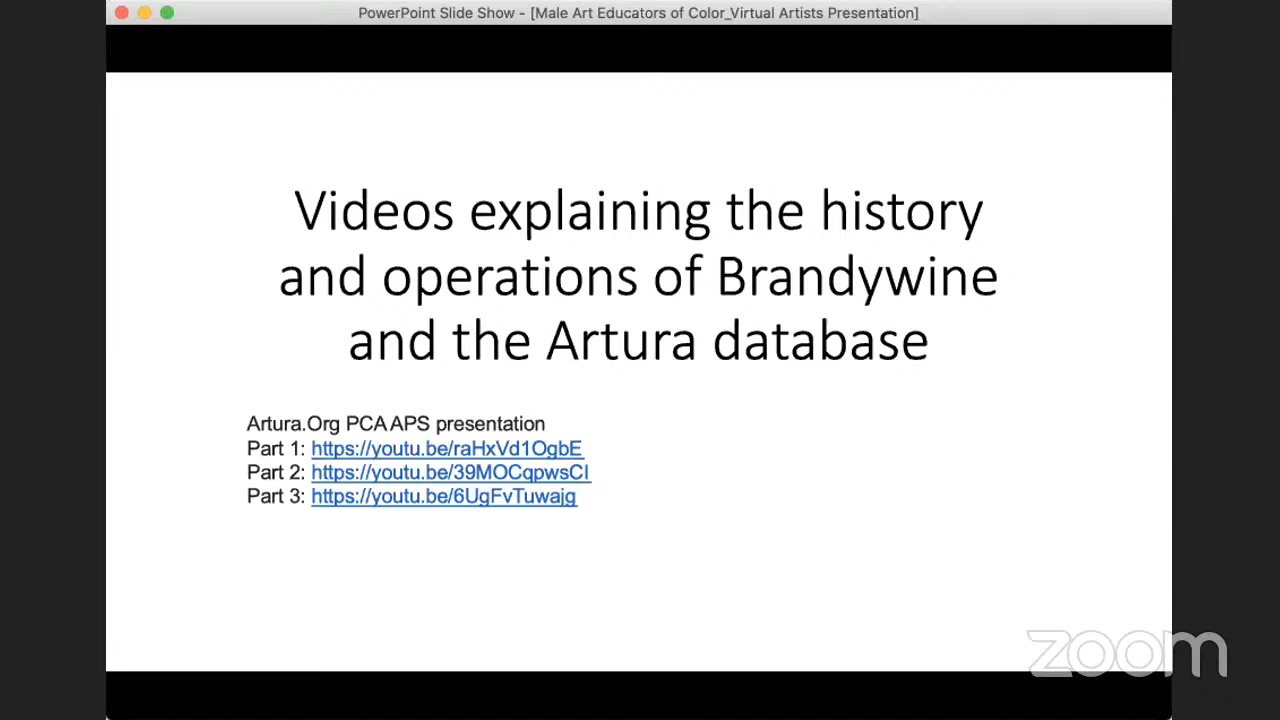 PowerPoint Slide Show - [Male Art Educators of Color_Virtual Artists Presentation]
Videos explaining the history
and operations of Brandywine
and the Artura database
Artura.Org PCA APS presentation
Part 1: https://youtu.be/raHxVd1OgbE
Part 2: https://youtu.be/39MOCqpwsCI
Part 3: https://youtu.be/6UgFvTuwajg
zoom